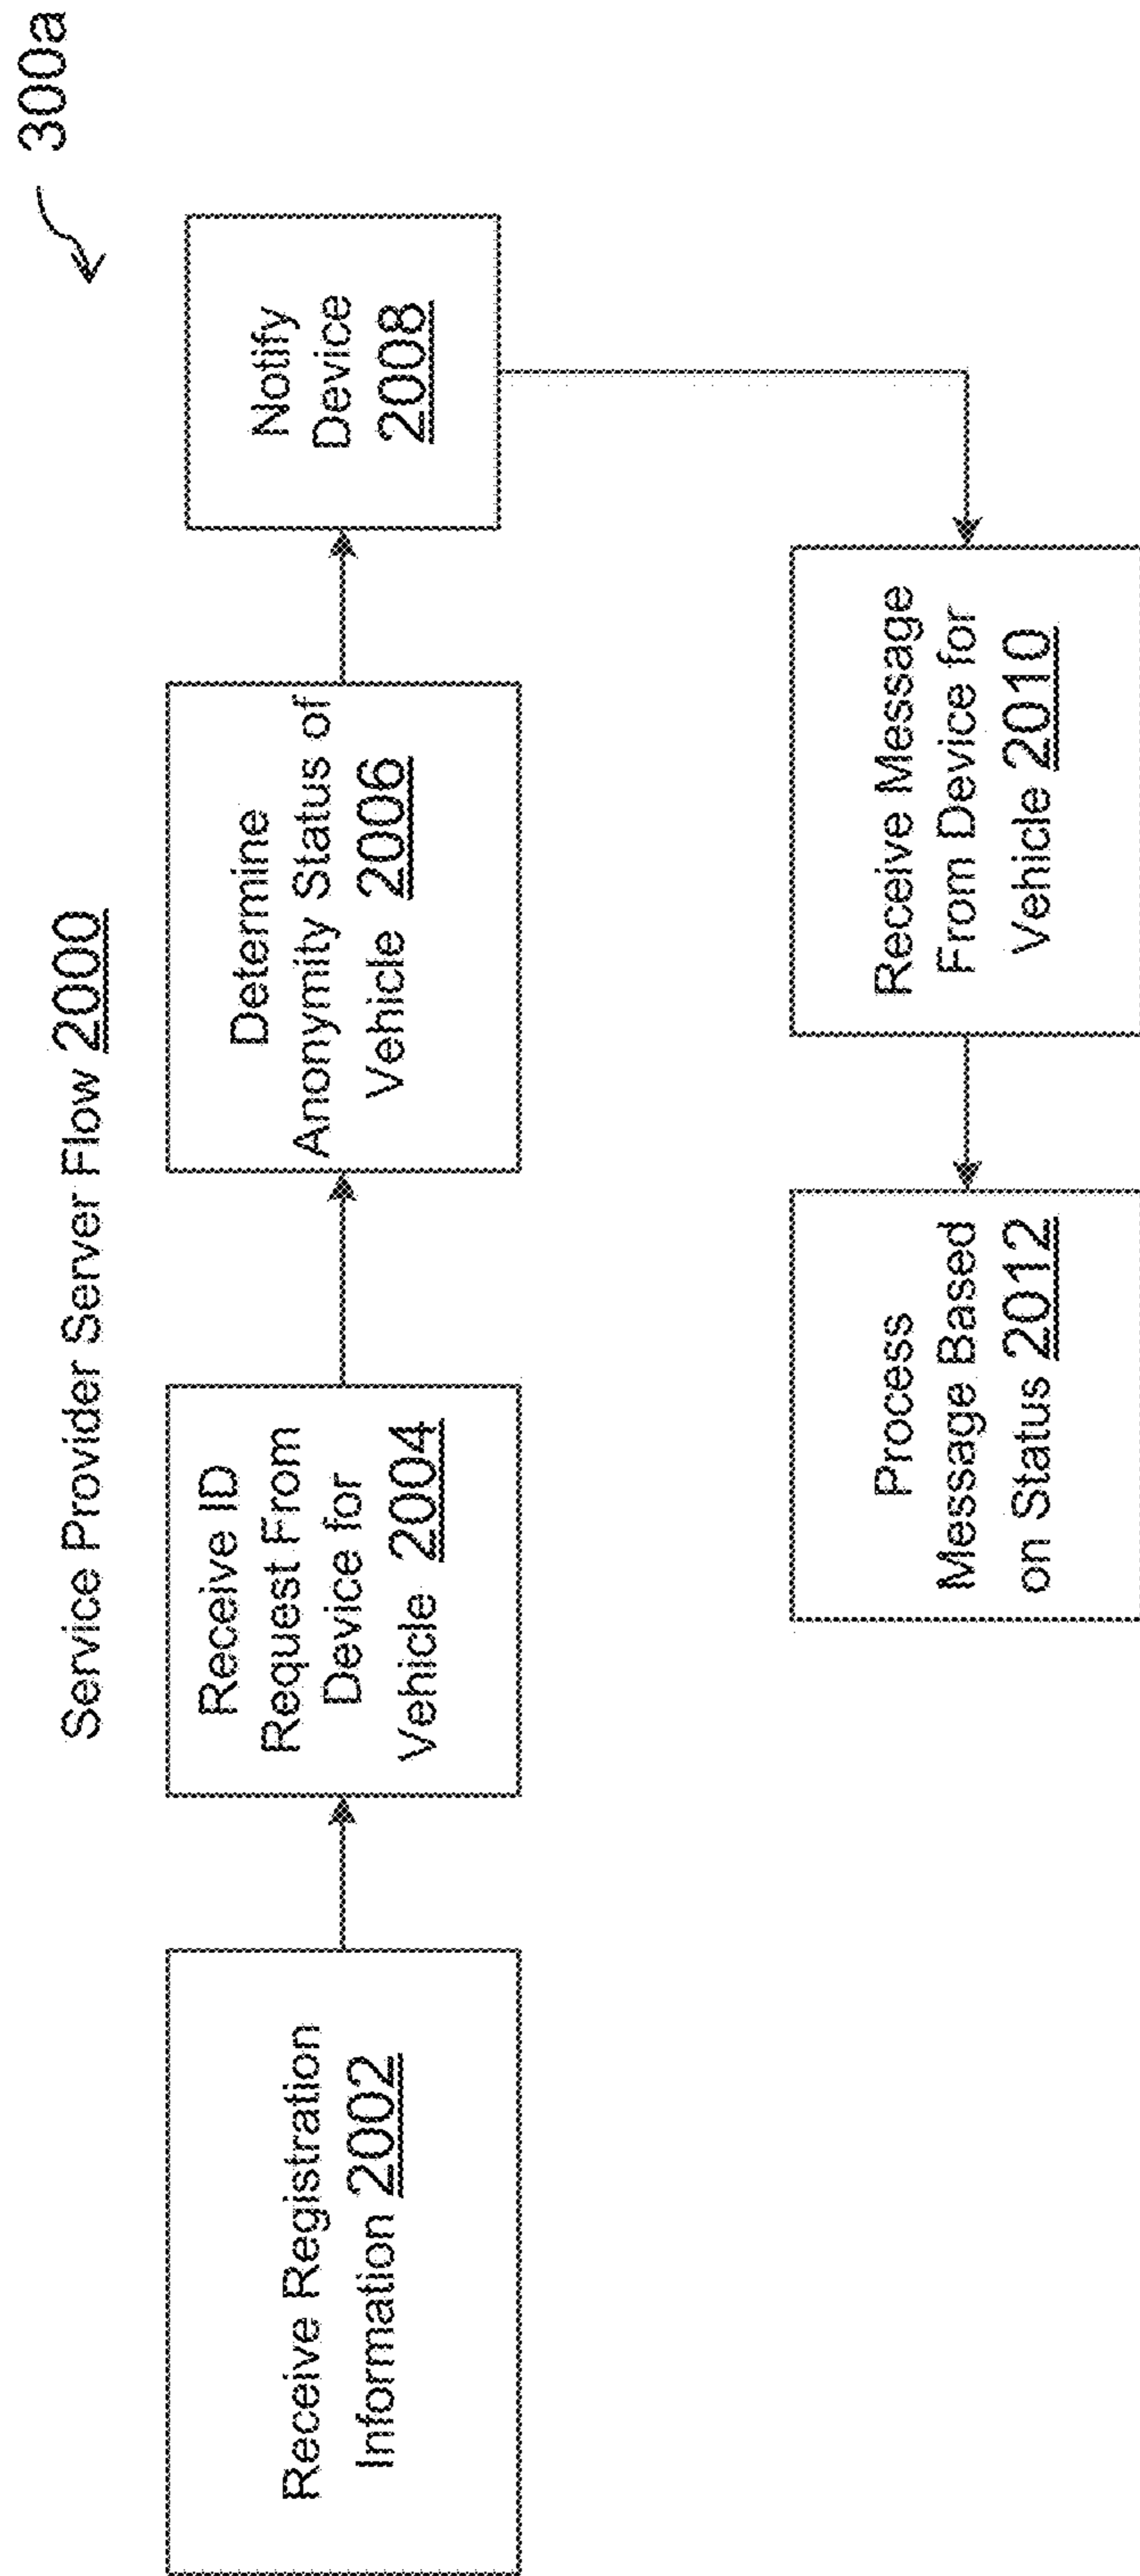 300a
Service Provider Server Flow 2000
Receive Registration
Information 2002
Receive ID
Request From
Device for
Vehicle 2004
Determine
Anonymity Status of
Vehicle 2006
Notify
Device
2008
Receive Message
From Device for
Vehicle 2010
Process
Message Based
on Status 2012